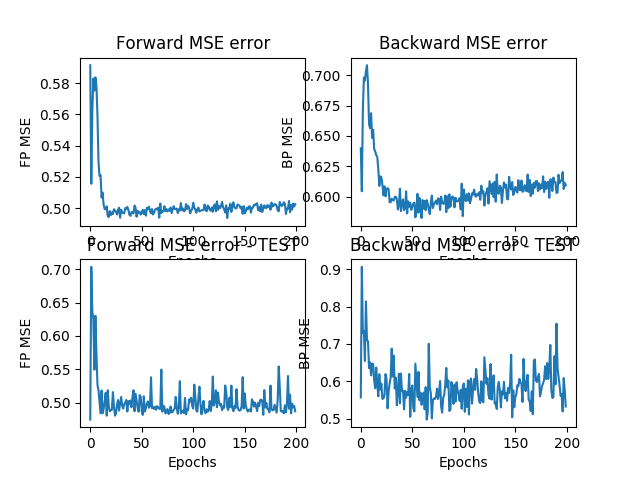 Forward MSE error
Backward MSE error
FP MSE
0.58
0.56
0.54
0.52
0.50
0 50 100 150 200
Epochs
BP MSE
0.700
0.675
0.650
0.625
0.600
0 50 100 150 200
Epochs
Forward MSE error - TEST
Backward MSE error - TEST
FP MSE
0.70
0.65
0.60
0.55
0.50
0 50 100 150 200
Epochs
BP MSE
0.9
0.8
0.7
0.6
0.5
0 50 100 150 200
Epochs